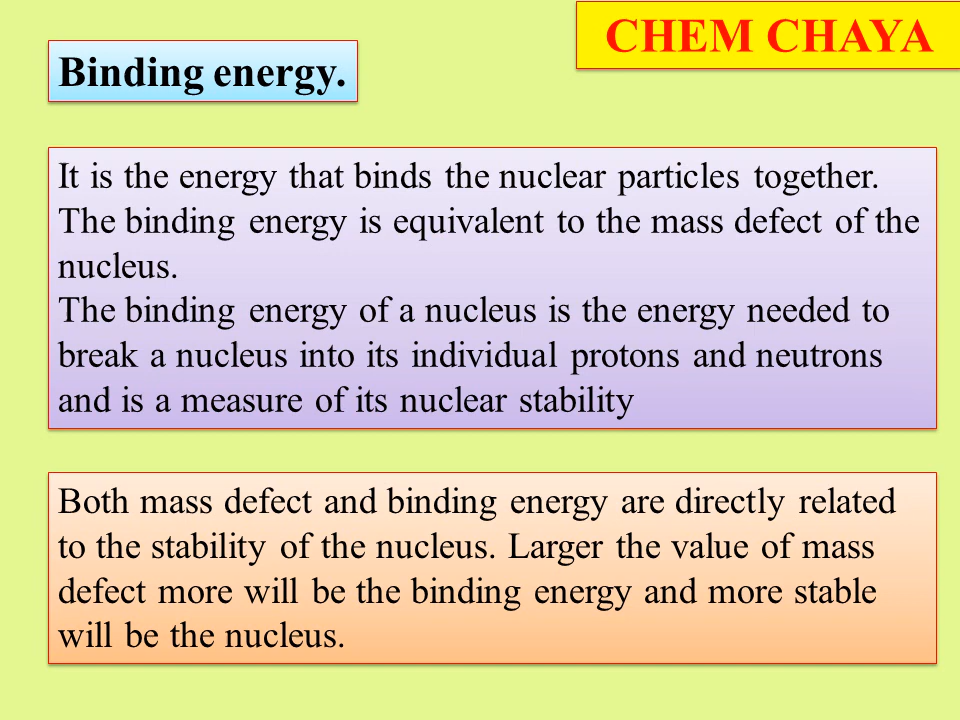 CHEM CHAYA
Binding energy.
It is the energy that binds the nuclear particles together.
The binding energy is equivalent to the mass defect of the
nucleus.
The binding energy of a nucleus is the energy needed to
break a nucleus into its individual protons and neutrons
and is a measure of its nuclear stability
Both mass defect and binding energy are directly related
to the stability of the nucleus. Larger the value of mass
defect more will be the binding energy and more stable
will be the nucleus.